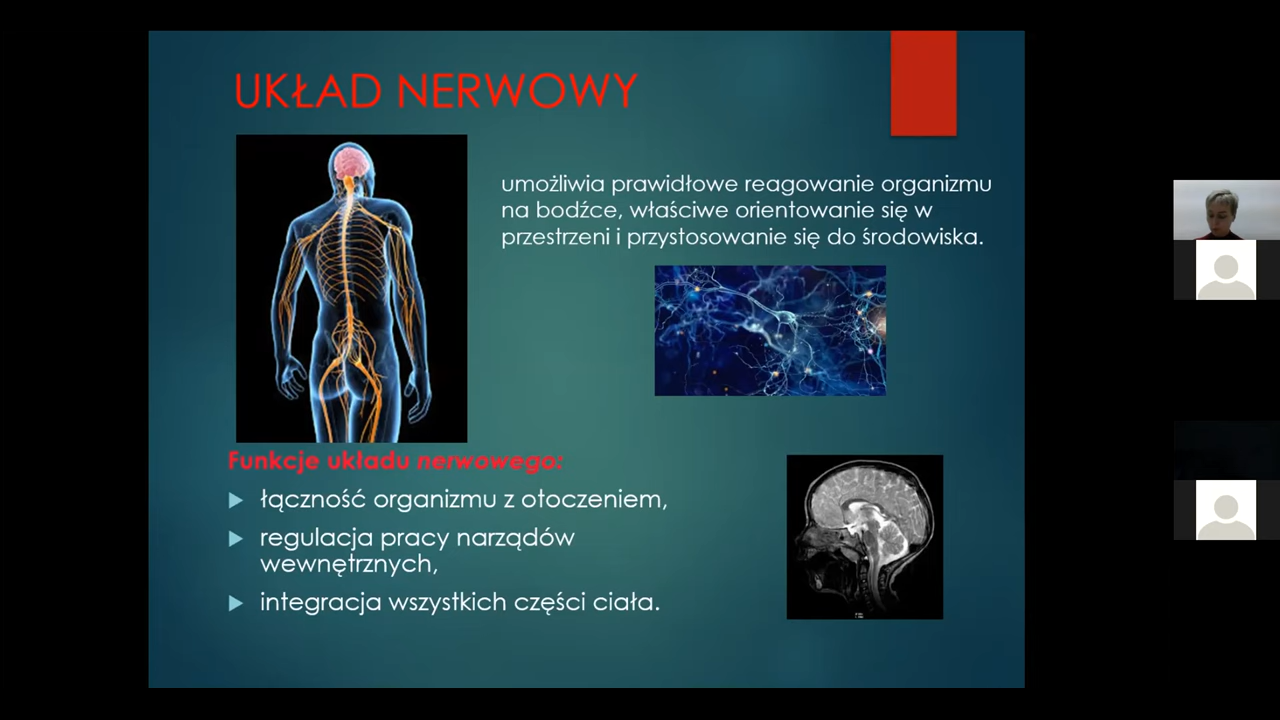 UKŁAD NERWOWY
umożliwia prawidłowe reagowanie organizmu
na bodźce, właściwe orientowanie się w
przestrzeni i przystosowanie się do środowiska.
Funkcje układu nerwowego:
łączność organizmu z otoczeniem,
regulacja pracy narządów
wewnętrznych,
integracja wszystkich części ciała.